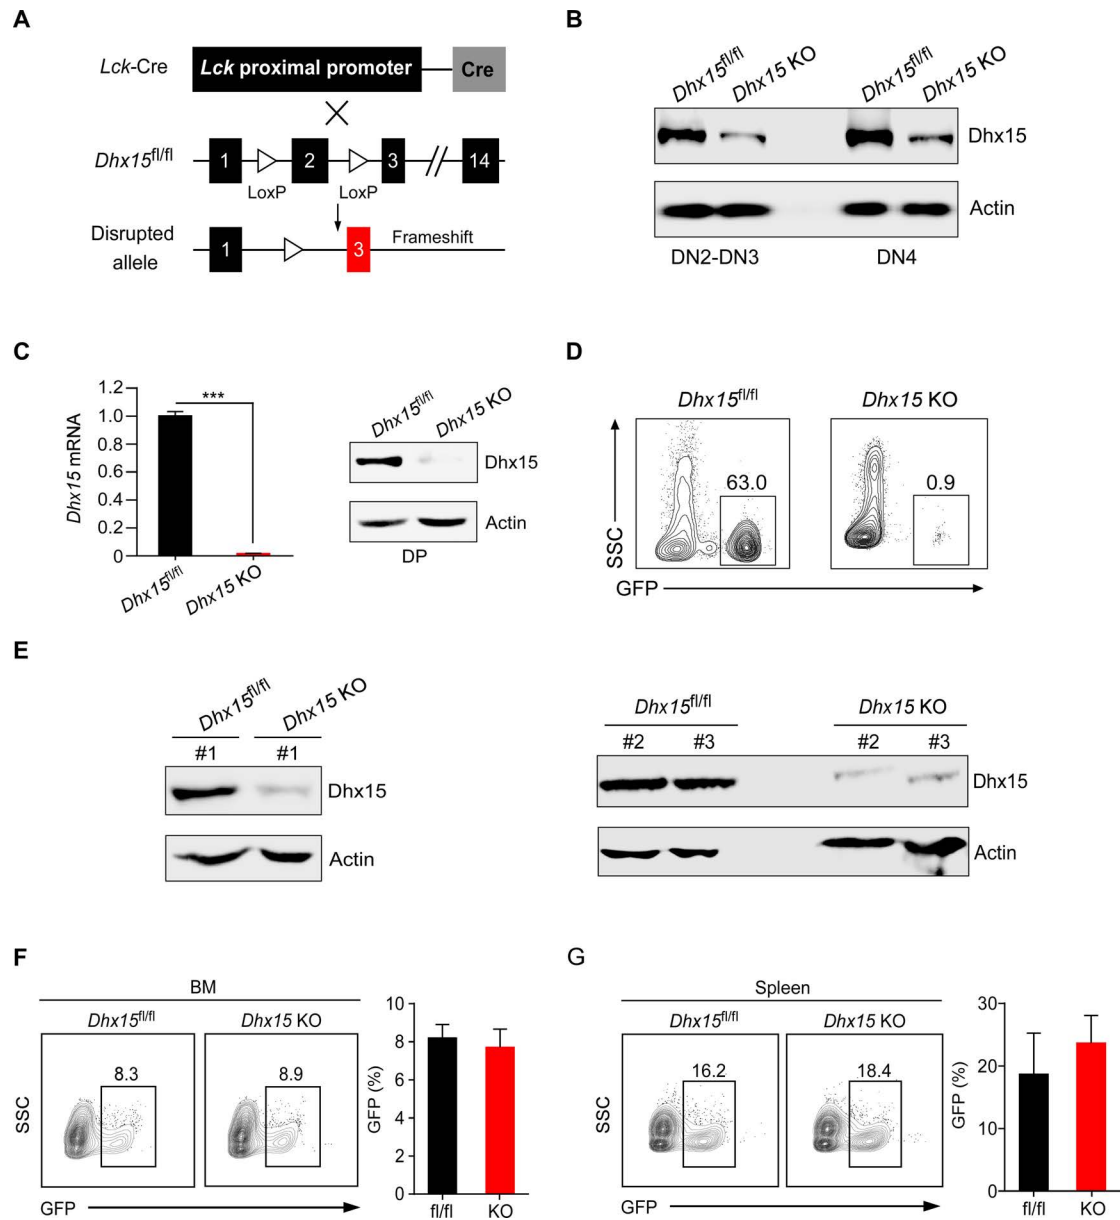 A
Lck-Cre
Lck proximal promoter
Cre
Dhx15fl/fl
1
2
3
14
LoxP
LoxP
Disrupted
allele
1
3
Frameshift
B
Dhx15fl/fl
Dhx15 KO
Dhx15fl/fl
Dhx15 KO
Dhx15
Actin
DN2-DN3
DN4
C
Dhx15 mRNA
1.2
1.0
0.8
0.6
0.4
0.2
0
***
Dhx15fl/fl
Dhx15 KO
Dhx15fl/fl
Dhx15 KO
Dhx15
Actin
DP
D
Dhx15fl/fl
Dhx15 KO
63.0
0.9
SSC
GFP
E
Dhx15fl/fl
Dhx15 KO
#1
#1
Dhx15
Actin
Dhx15fl/fl
Dhx15 KO
#2
#3
#2
#3
Dhx15
Actin
F
BM
Dhx15fl/fl
Dhx15 KO
8.3
8.9
SSC
GFP
GFP (%)
10
8
6
4
2
0
fl/fl
KO
G
Spleen
Dhx15fl/fl
Dhx15 KO
16.2
18.4
SSC
GFP
GFP (%)
30
20
10
0
fl/fl
KO